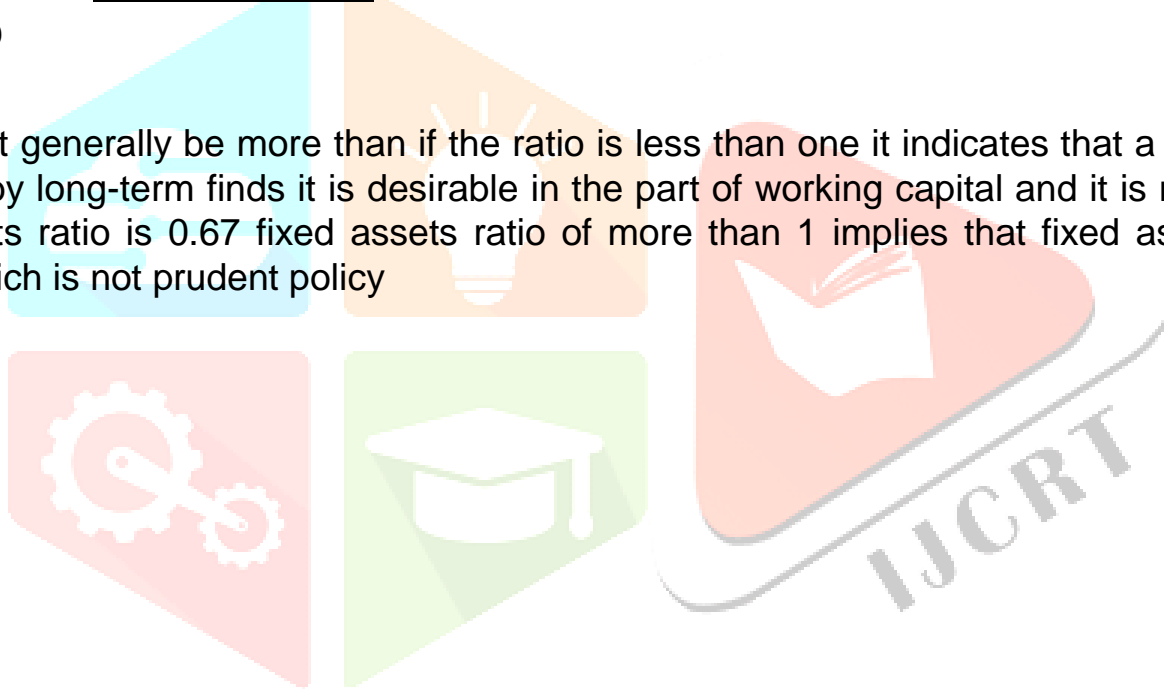 )
t generally be more than if the ratio is less than one it indicates that a
by long-term finds it is desirable in the part of working capital and it is
ts ratio is 0.67 fixed assets ratio of more than 1 implies that fixed as
ich is not prudent policy
IJCRT